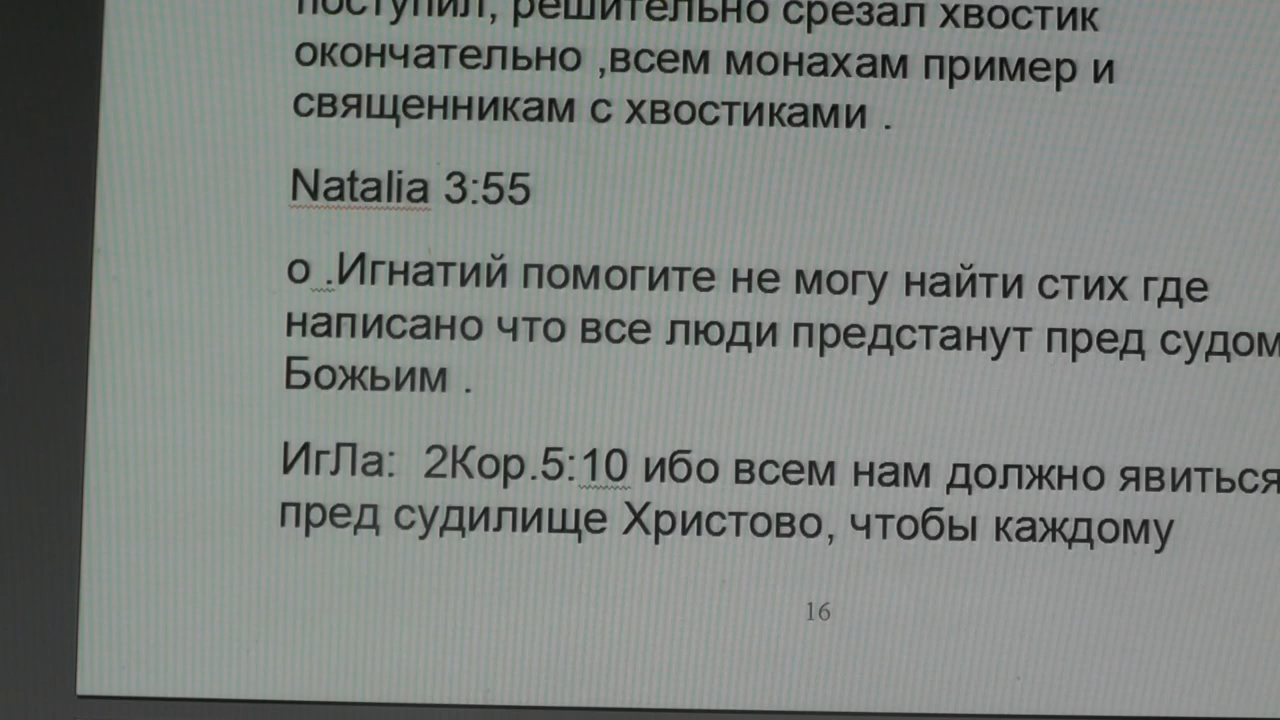 поступил, решительно срезал хвостик
окончательно ,всем монахам пример и
священникам с хвостиками .
Natalia 3:55
о .Игнатий помогите не могу найти стих где
написано что все люди предстанут пред судом
Божьим .
ИгЛа: 2Кор.5:10 ибо всем нам должно явиться
пред судилище Христово, чтобы каждому
16